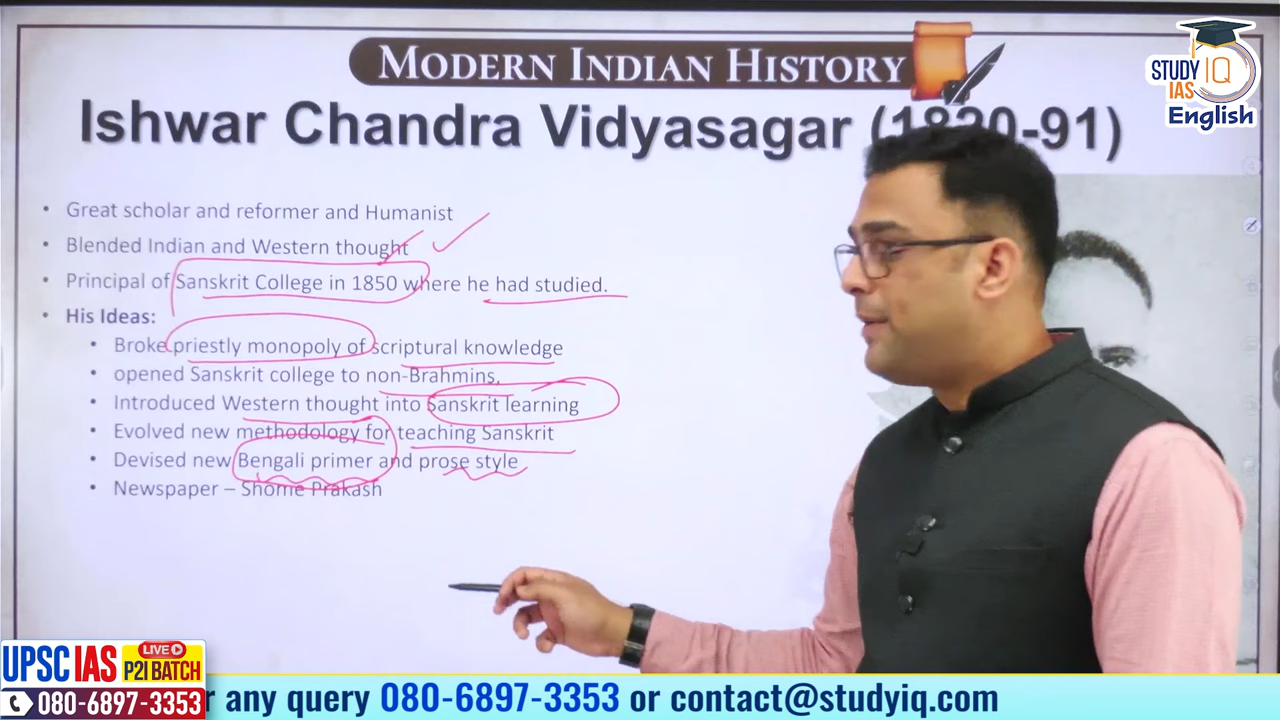 MODERN INDIAN HISTORY
STUDY IQ
IAS
English
Ishwar Chandra Vidyasagar (1820-91)
• Great scholar and reformer and Humanist
• Blended Indian and Western thought
• Principal of Sanskrit College in 1850 where he had studied.
• His Ideas:
• Broke priestly monopoly of scriptural knowledge
• opened Sanskrit college to non-Brahmins,
• Introduced Western thought into Sanskrit learning
• Evolved new methodology for teaching Sanskrit
• Devised new Bengali primer and prose style
• Newspaper – Shome Prakash
UPSC IAS LIVE P2I BATCH
080-6897-3353
r any query 080-6897-3353 or contact@studyiq.com